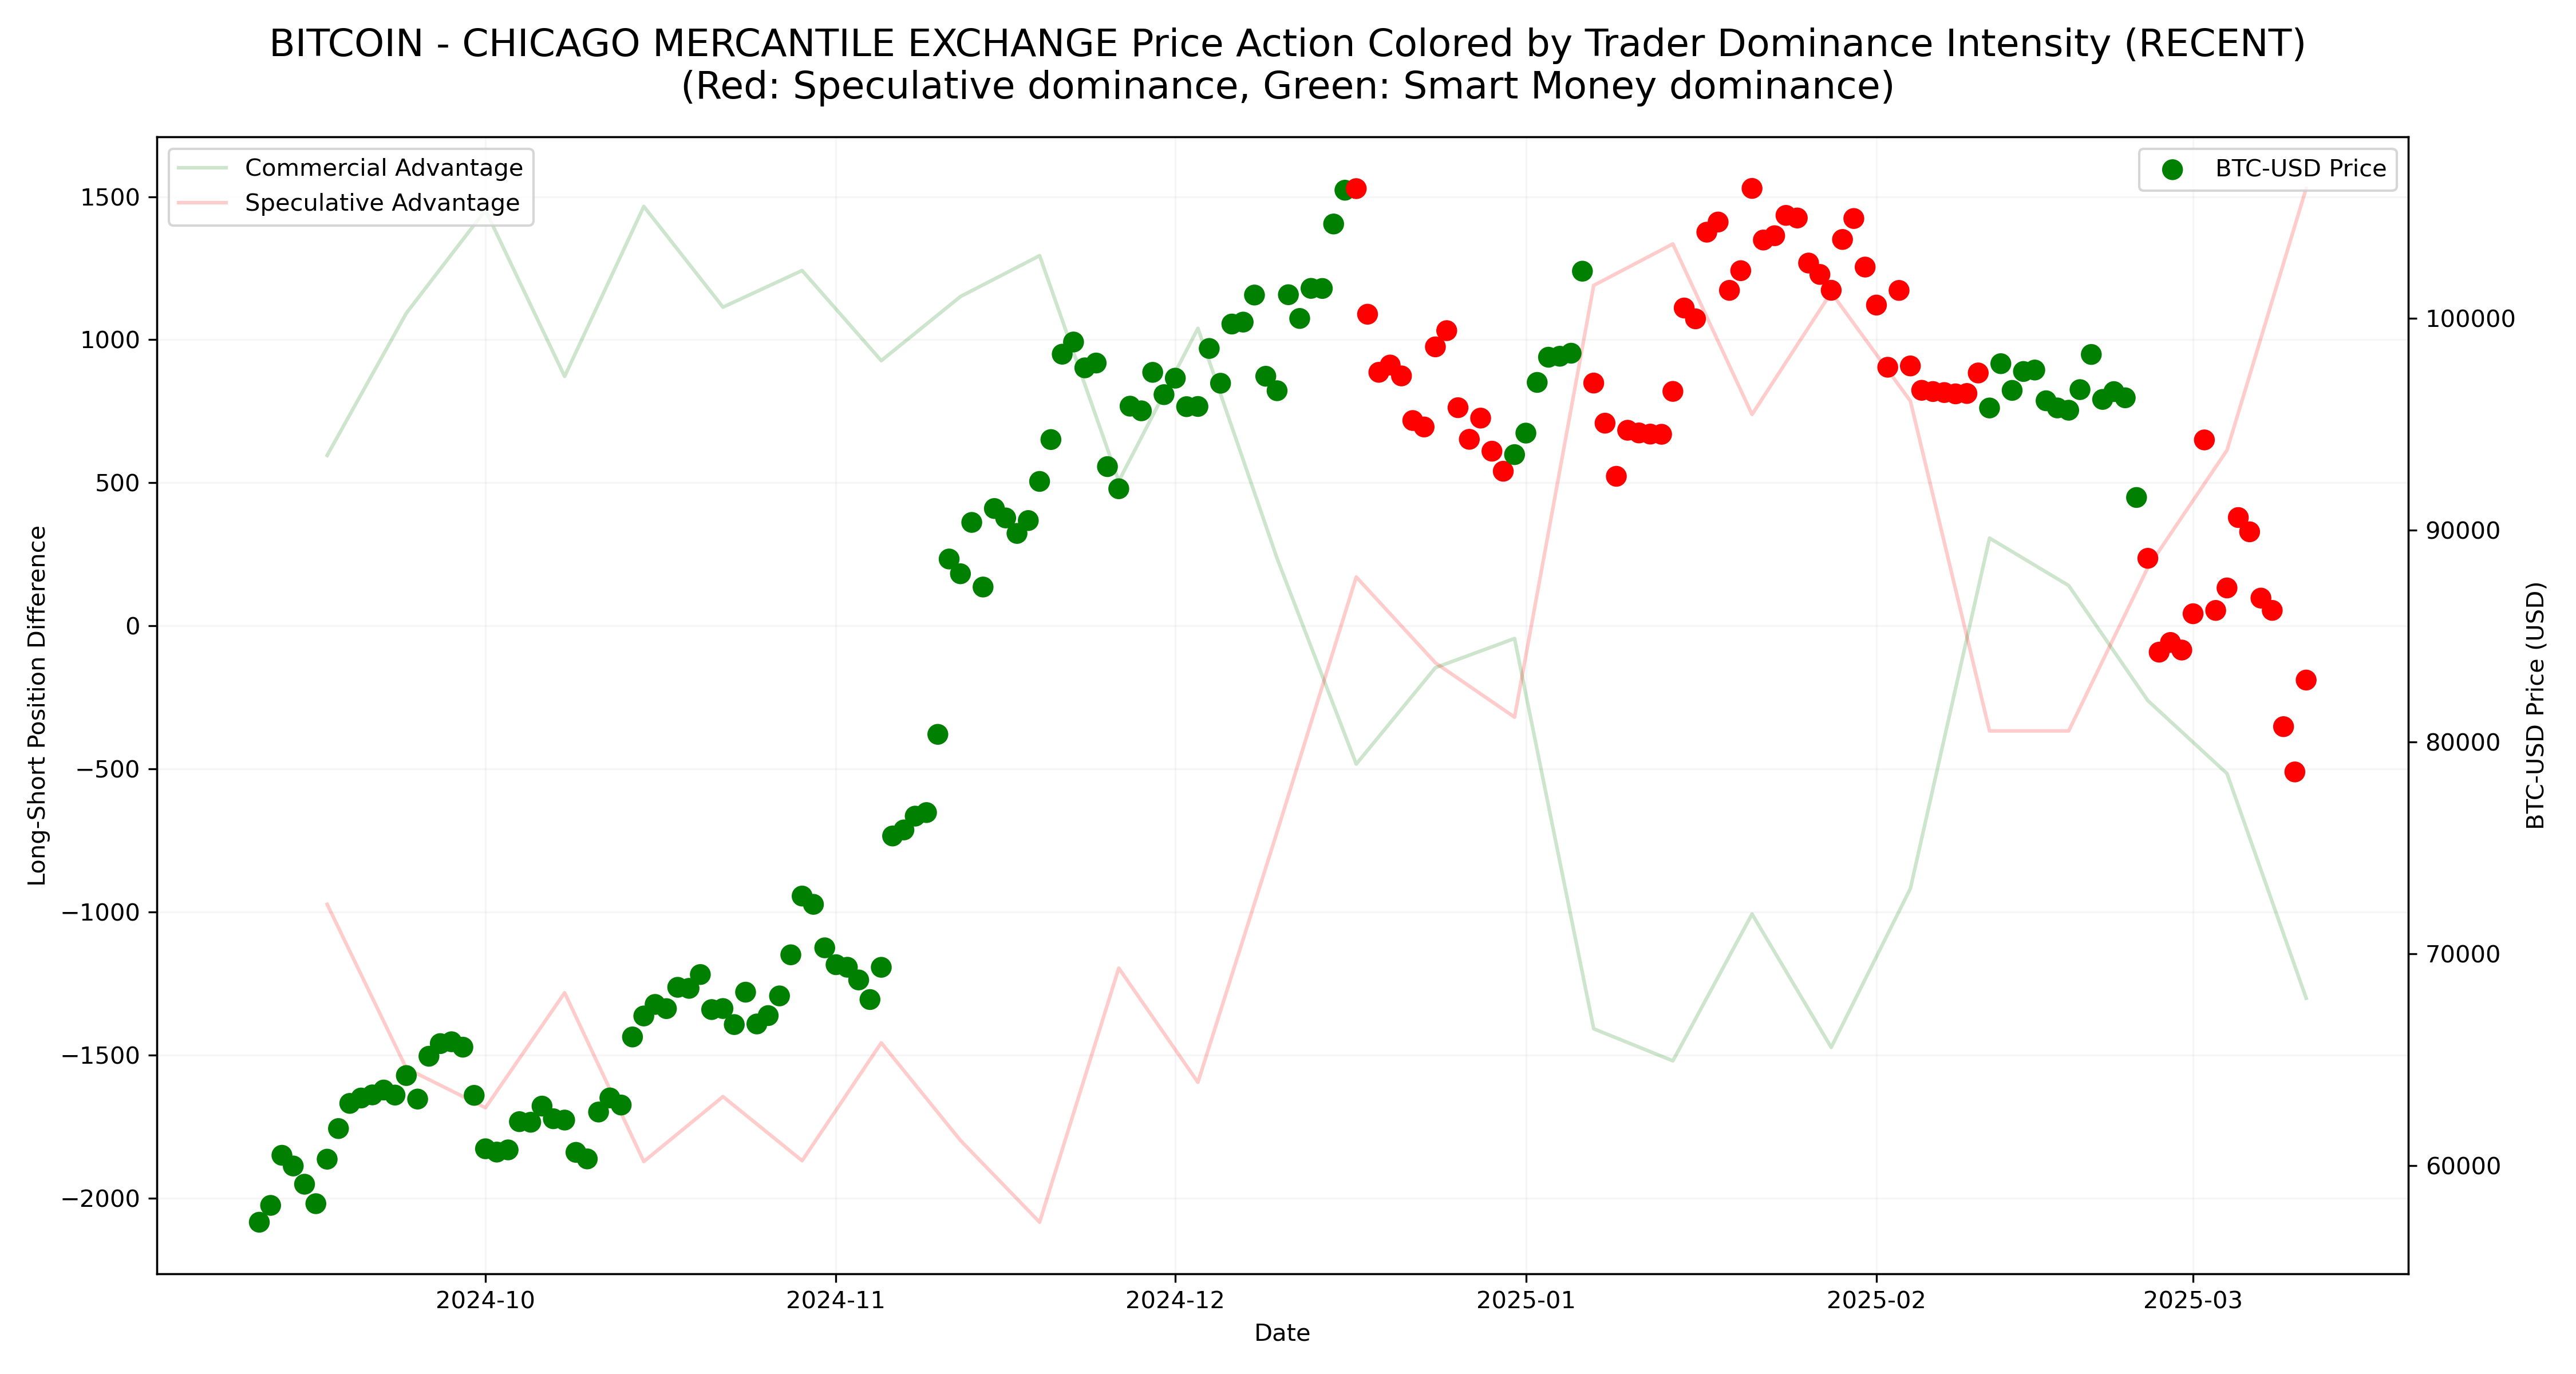 BITCOIN - CHICAGO MERCANTILE EXCHANGE Price Action Colored by Trader Dominance Intensity (RECENT)
(Red: Speculative dominance, Green: Smart Money dominance)
Commercial Advantage
Speculative Advantage
BTC-USD Price
1500
1000
500
0
−500
−1000
−1500
−2000
Long-Short Position Difference
100000
90000
80000
70000
60000
BTC-USD Price (USD)
2024-10
2024-11
2024-12
2025-01
2025-02
2025-03
Date